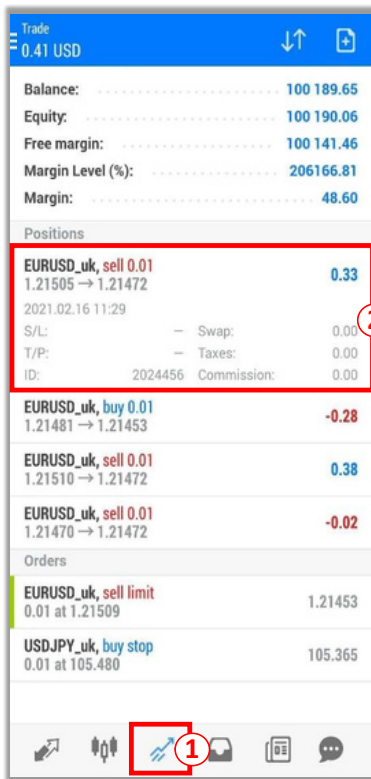 Trade
0.41 USD
Balance: 100 189.65
Equity: 100 190.06
Free margin: 100 141.46
Margin Level (%): 206166.81
Margin: 48.60
Positions
EURUSD_uk, sell 0.01 0.33
1.21505 → 1.21472
2021.02.16 11:29
S/L: – Swap: 0.00
T/P: – Taxes: 0.00
ID: 2024456 Commission: 0.00
2
EURUSD_uk, buy 0.01 -0.28
1.21481 → 1.21453
EURUSD_uk, sell 0.01 0.38
1.21510 → 1.21472
EURUSD_uk, sell 0.01 -0.02
1.21470 → 1.21472
Orders
EURUSD_uk, sell limit 1.21453
0.01 at 1.21509
USDJPY_uk, buy stop 105.365
0.01 at 105.480
1